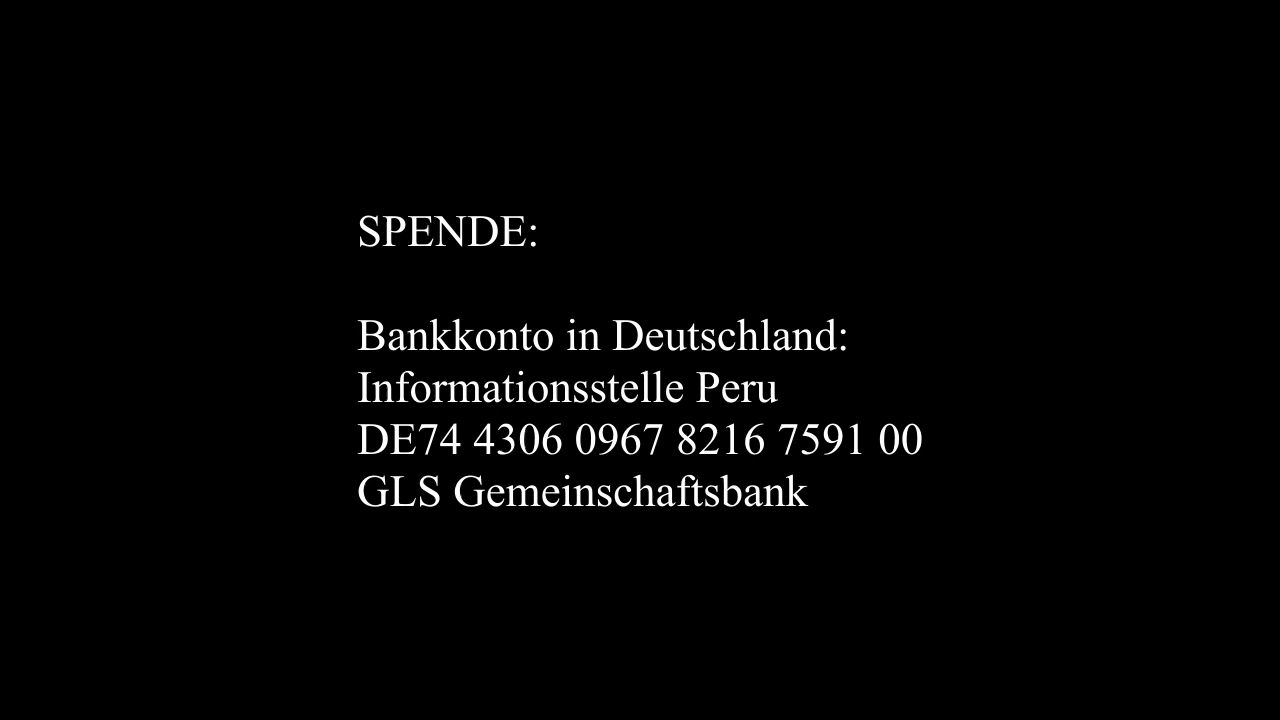 SPENDE:
Bankkonto in Deutschland:
Informationsstelle Peru
DE74 4306 0967 8216 7591 00
GLS Gemeinschaftsbank